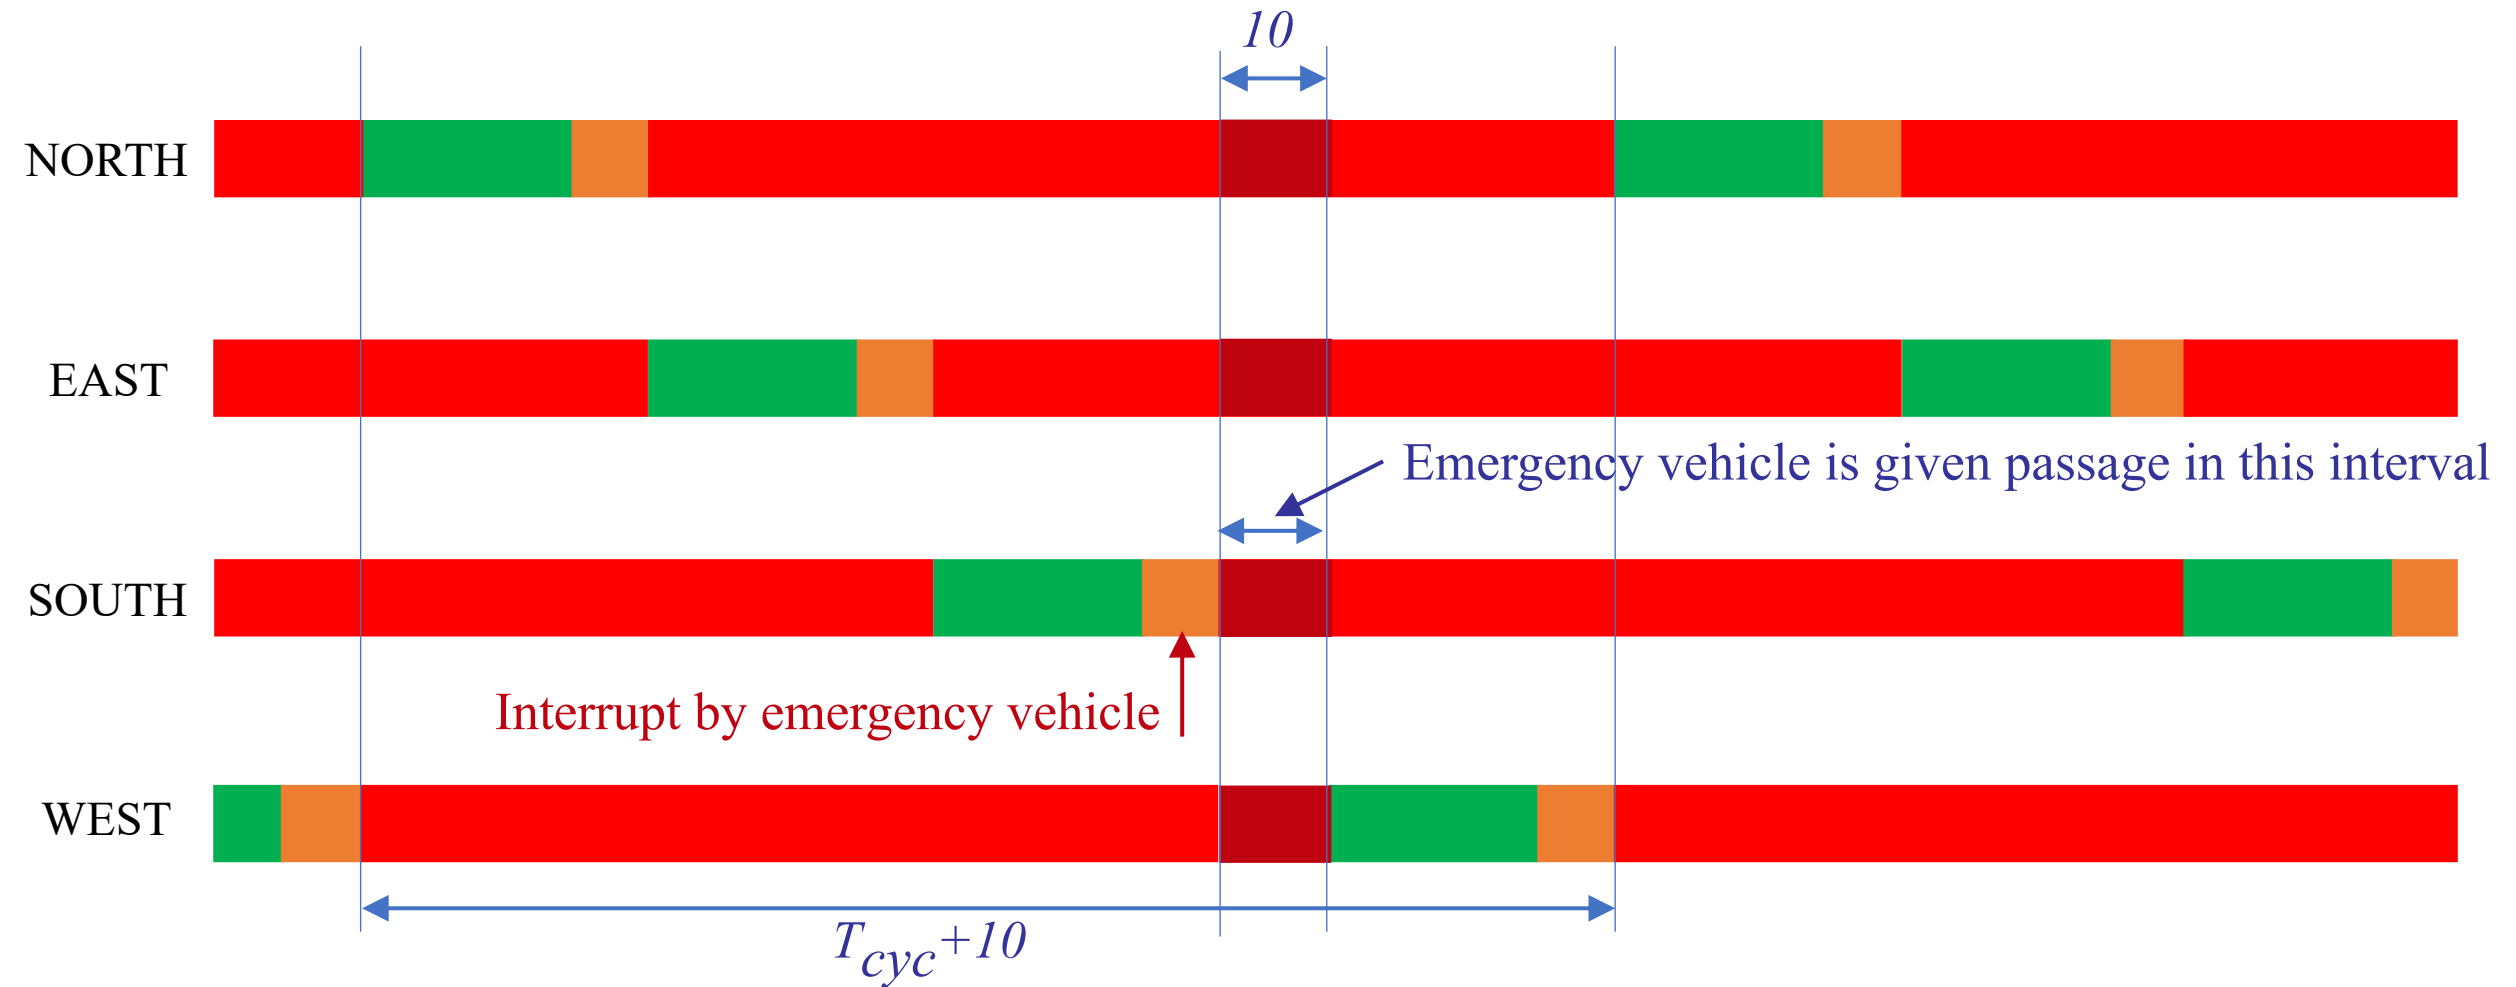 10
NORTH
EAST
Emergency vehicle is given passage in this interval
SOUTH
Interrupt by emergency vehicle
WEST
Tcyc+10